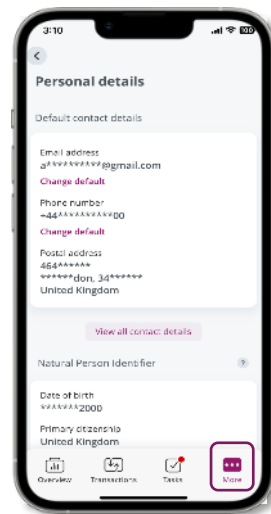 3:10
Personal details
Default contact details
Email address
a**********@gmail.com
Change default
Phone number
+44**********00
Change default
Postal address
464******
******don, 34******
United Kingdom
View all contact details
Natural Person Identifier ?
Date of birth
*******2000
Primary citizenship
United Kingdom
Overview Transactions Tasks More